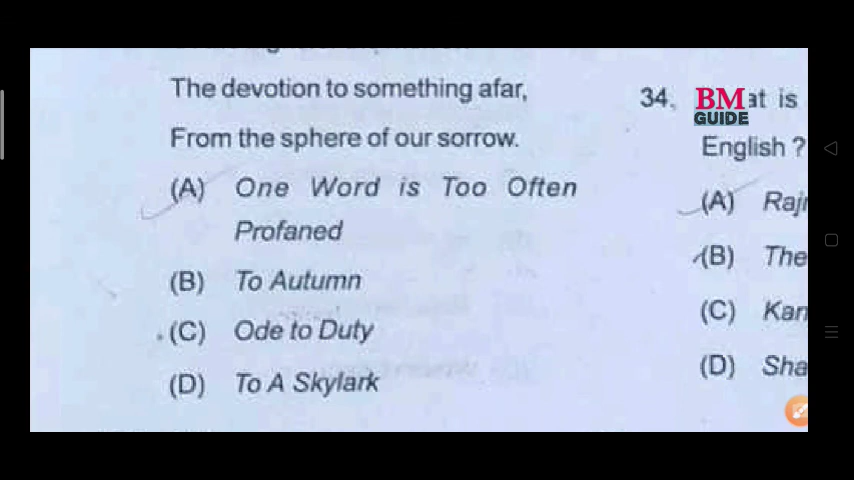 The devotion to something afar,
From the sphere of our sorrow.
(A) One Word is Too Often
Profaned
(B) To Autumn
(C) Ode to Duty
(D) To A Skylark
34. at is
English ?
(A) Raj
(B) The
(C) Kan
(D) Sha
BM
GUIDE